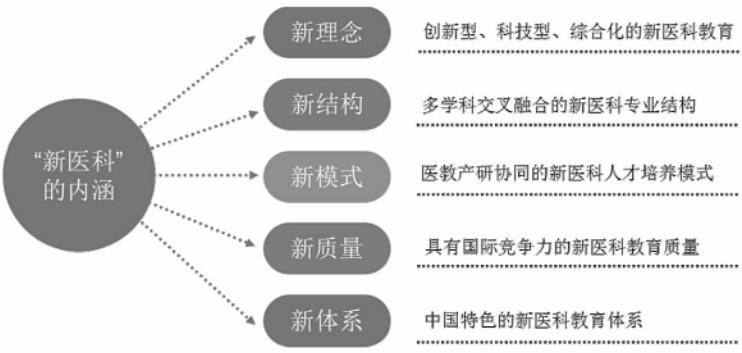 “新医科”
的内涵
新理念
创新型、科技型、综合化的新医科教育
新结构
多学科交叉融合的新医科专业结构
新模式
医教产研协同的新医科人才培养模式
新质量
具有国际竞争力的新医科教育质量
新体系
中国特色的新医科教育体系